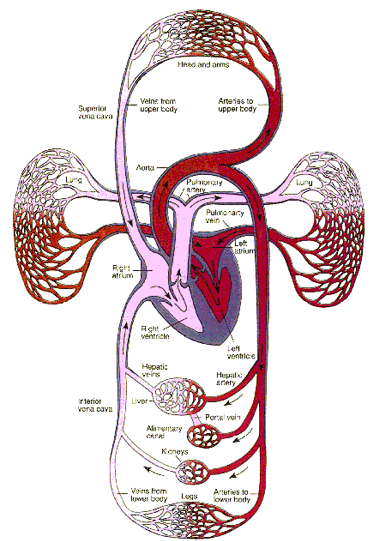 Head and arms
Superior
vena cava
Veins from
upper body
Arteries to
upper body
Aorta
Lung
Pulmonary
artery
Lung
Pulmonary
vein
Left
atrium
Right
atrium
Right
ventricle
Left
ventricle
Hepatic
veins
Hepatic
artery
Liver
Interior
vena cava
Portal vein
Alimentary
canal
Kidneys
Veins from
lower body
Legs
Arteries to
lower body